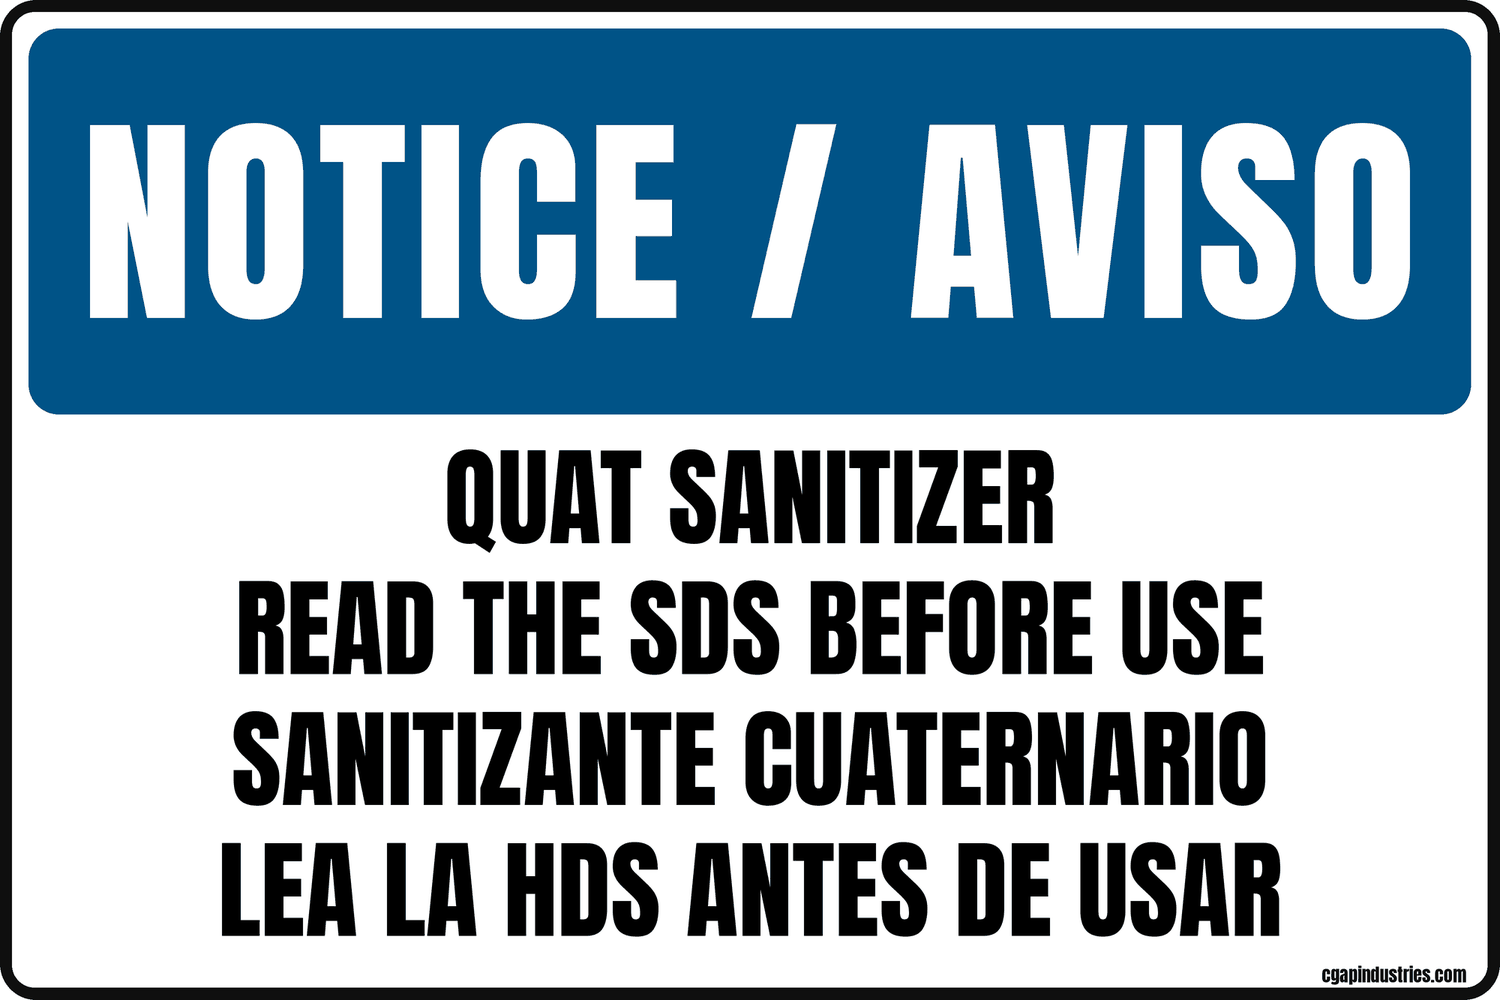 NOTICE / AVISO
QUAT SANITIZER
READ THE SDS BEFORE USE
SANITIZANTE CUATERNARIO
LEA LA HDS ANTES DE USAR
cgapindustries.com